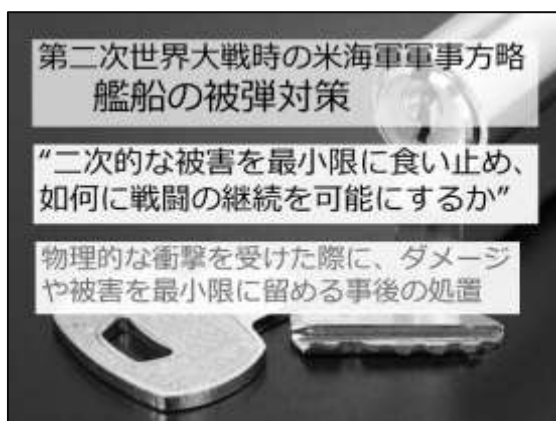 第二次世界大戦時の米海軍軍事方略
艦船の被弾対策
“二次的な被害を最小限に食い止め、
如何に戦闘の継続を可能にするか”
物理的な衝撃を受けた際に、ダメージ
や被害を最小限に留める事後の処置